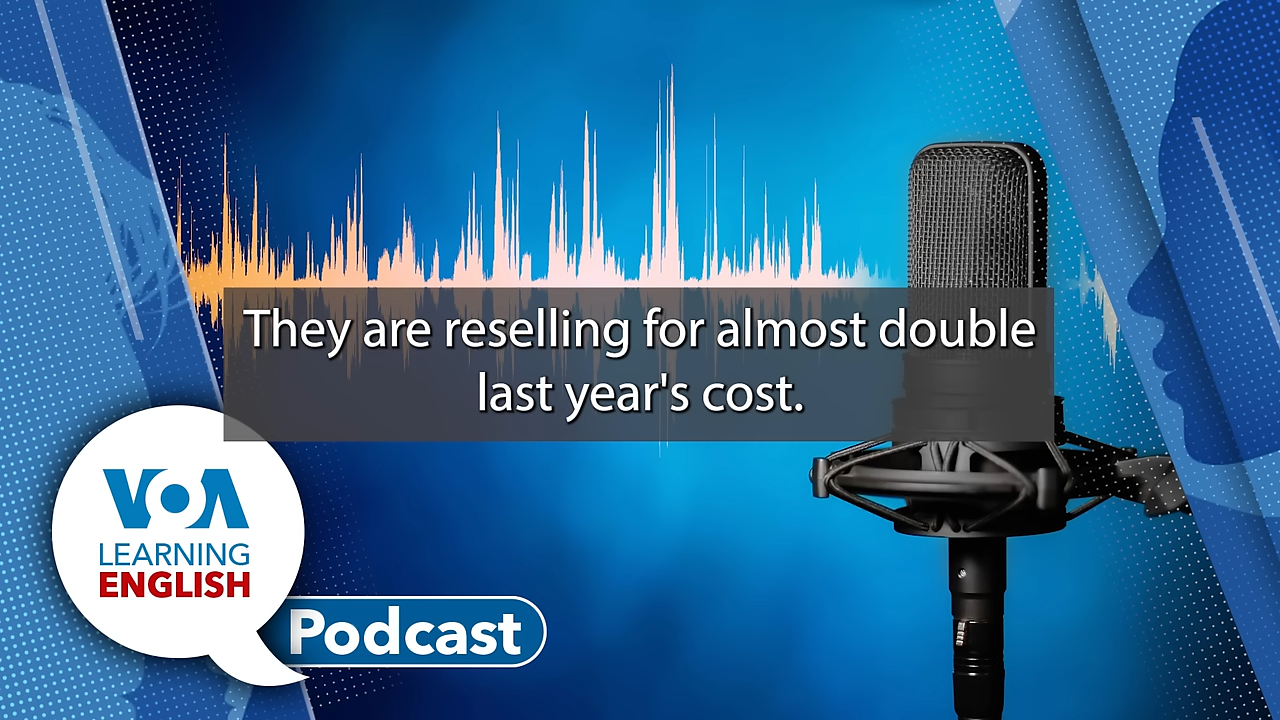 They are reselling for almost double
last year's cost.
VOA
LEARNING
ENGLISH
Podcast